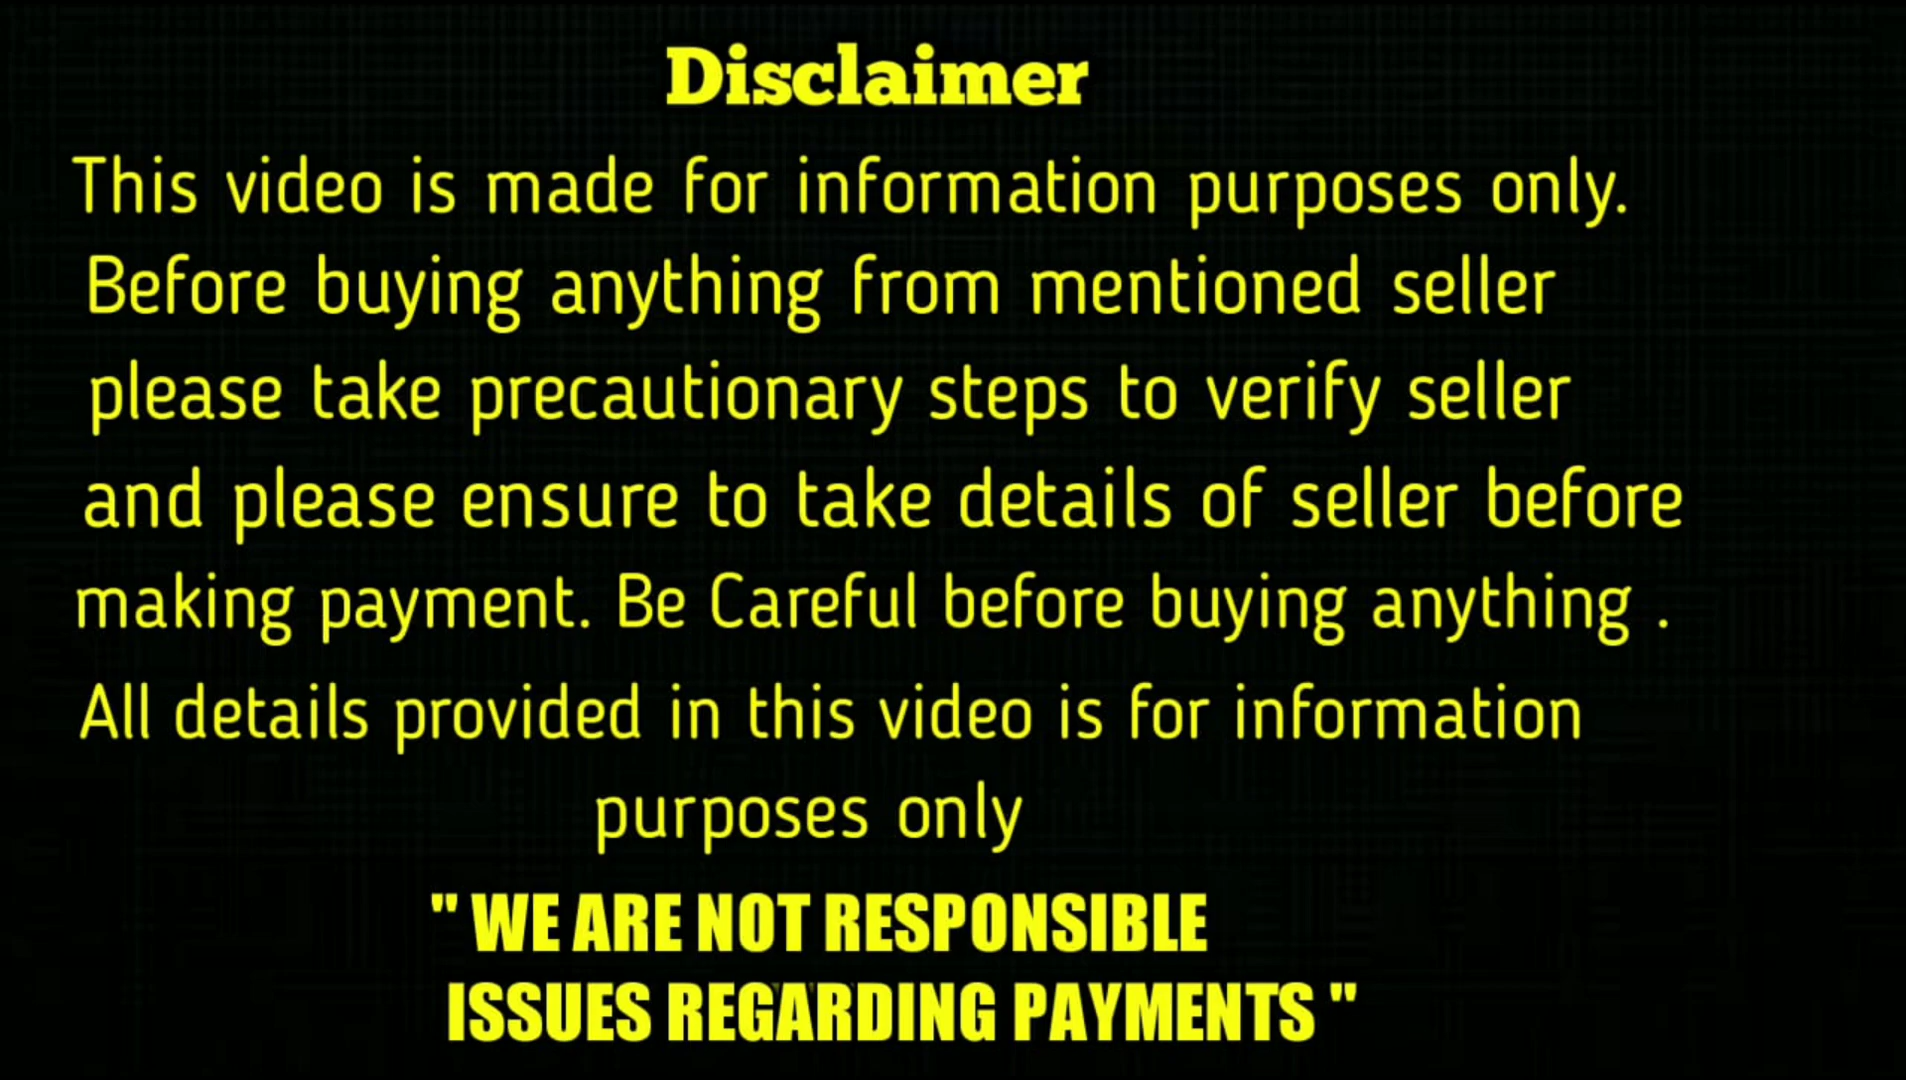 Disclaimer
This video is made for information purposes only.
Before buying anything from mentioned seller
please take precautionary steps to verify seller
and please ensure to take details of seller before
making payment. Be Careful before buying anything .
All details provided in this video is for information
purposes only
" WE ARE NOT RESPONSIBLE
ISSUES REGARDING PAYMENTS "